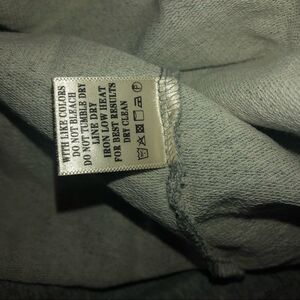 WITH LIKE COLORS
DO NOT BLEACH
DO NOT TUMBLE DRY
LINE DRY
IRON LOW HEAT
FOR BEST RESULTS
DRY CLEAN